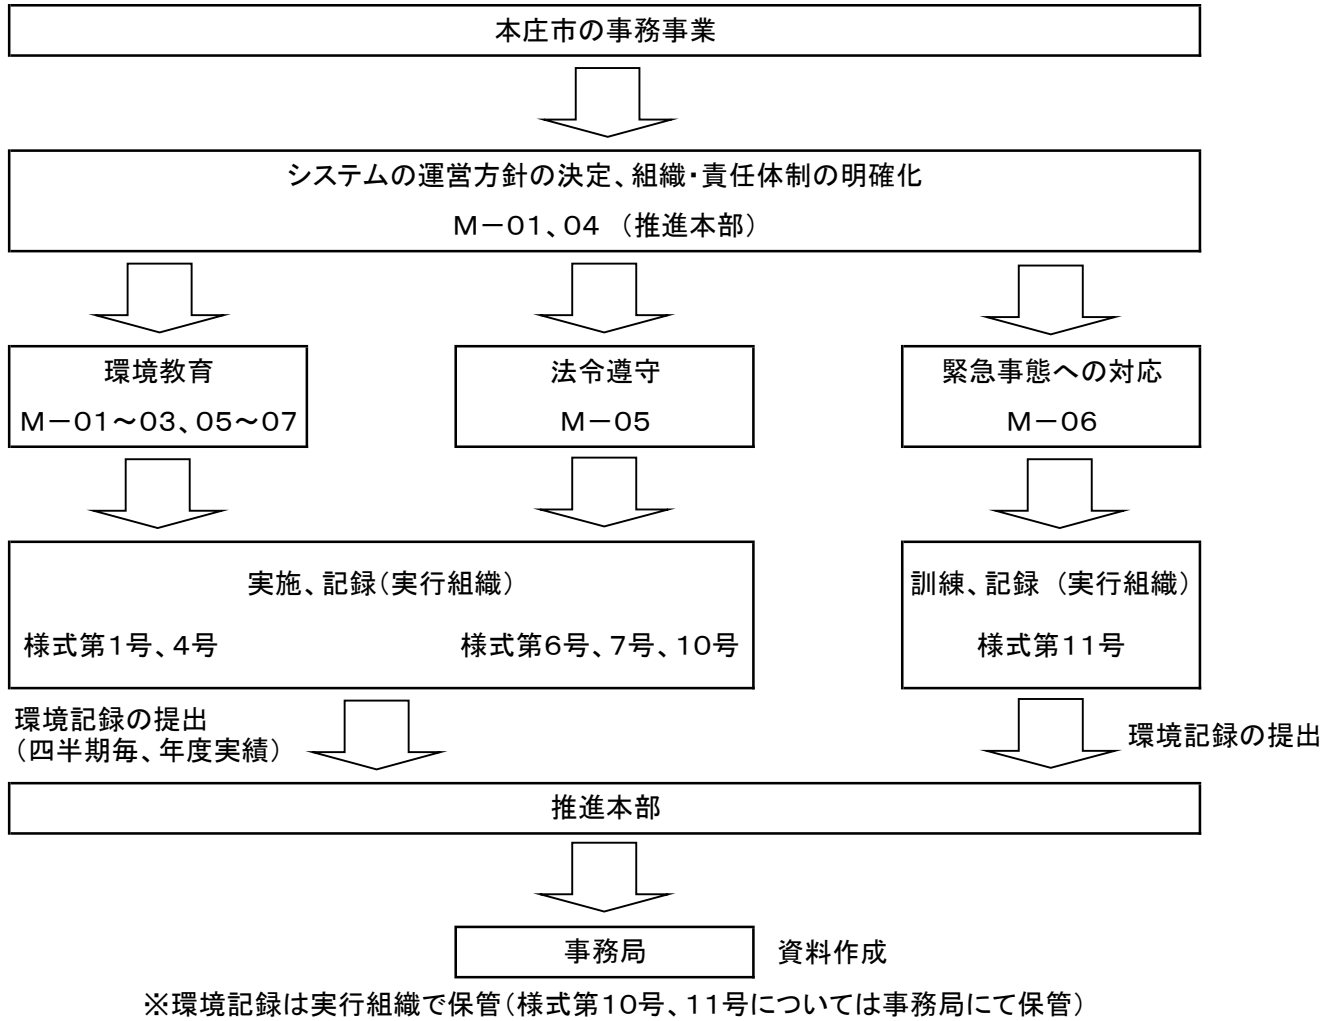 本庄市の事務事業
システムの運営方針の決定、組織・責任体制の明確化
M－01、04 （推進本部）
環境教育
M－01～03、05～07
法令遵守
M－05
緊急事態への対応
M－06
実施、記録（実行組織）
様式第1号、4号
様式第6号、7号、10号
訓練、記録 （実行組織）
様式第11号
環境記録の提出
（四半期毎、年度実績）
環境記録の提出
推進本部
事務局
資料作成
※環境記録は実行組織で保管（様式第10号、11号については事務局にて保管）